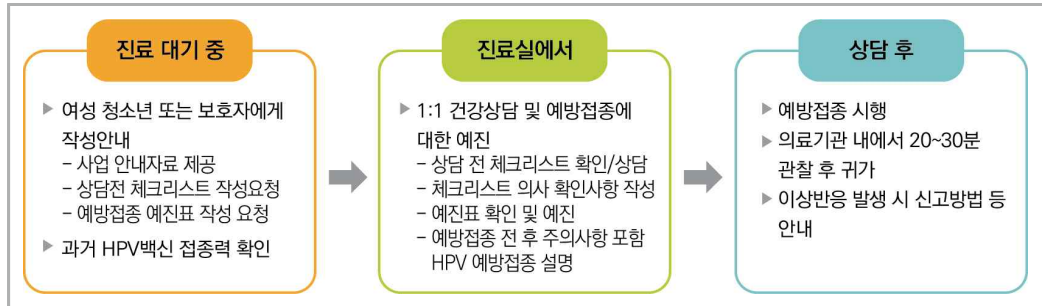 진료 대기 중
▶ 여성 청소년 또는 보호자에게
작성안내
- 사업 안내자료 제공
- 상담전 체크리스트 작성요청
- 예방접종 예진표 작성 요청
▶ 과거 HPV백신 접종력 확인
진료실에서
▶ 1:1 건강상담 및 예방접종에
대한 예진
- 상담 전 체크리스트 확인/상담
- 체크리스트 의사 확인사항 작성
- 예진표 확인 및 예진
- 예방접종 전 후 주의사항 포함
HPV 예방접종 설명
상담 후
▶ 예방접종 시행
▶ 의료기관 내에서 20~30분
관찰 후 귀가
▶ 이상반응 발생 시 신고방법 등
안내